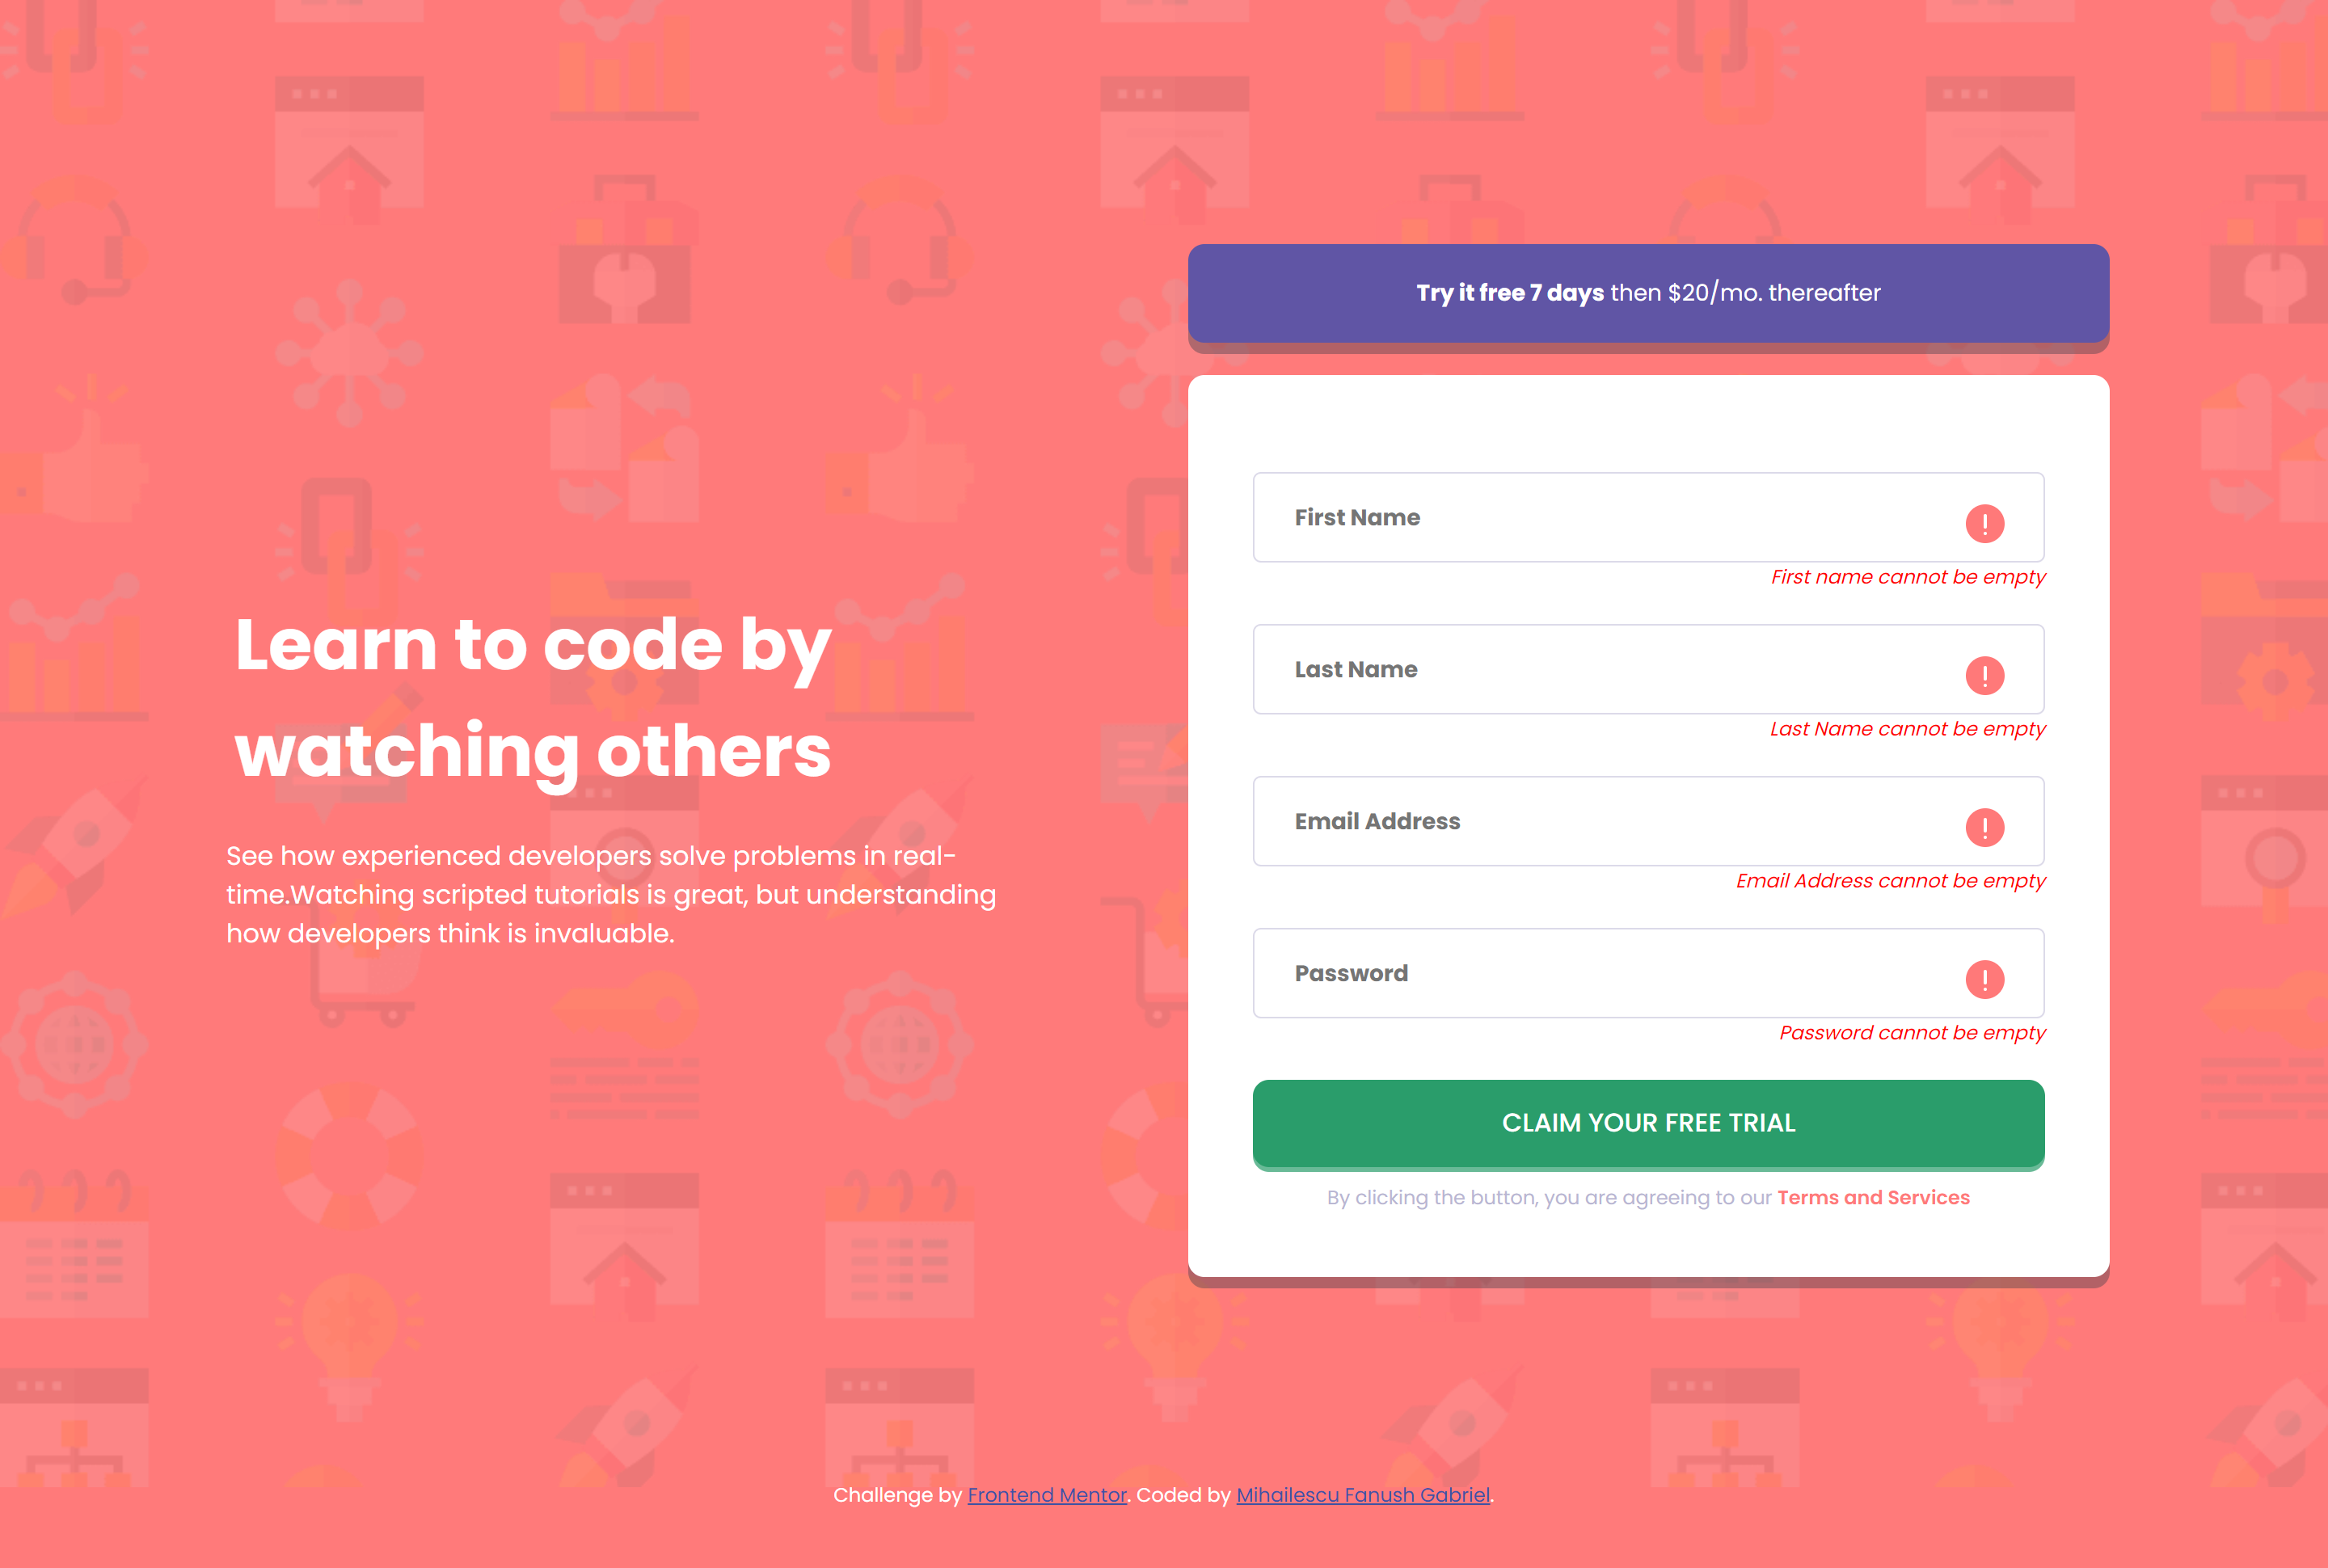 Learn to code by
watching others
See how experienced developers solve problems in real-
time.Watching scripted tutorials is great, but understanding
how developers think is invaluable.
Try it free 7 days then $20/mo. thereafter
First Name
First name cannot be empty
Last Name
Last Name cannot be empty
Email Address
Email Address cannot be empty
Password
Password cannot be empty
CLAIM YOUR FREE TRIAL
By clicking the button, you are agreeing to our Terms and Services
Challenge by Frontend Mentor. Coded by Mihailescu Fanush Gabriel.